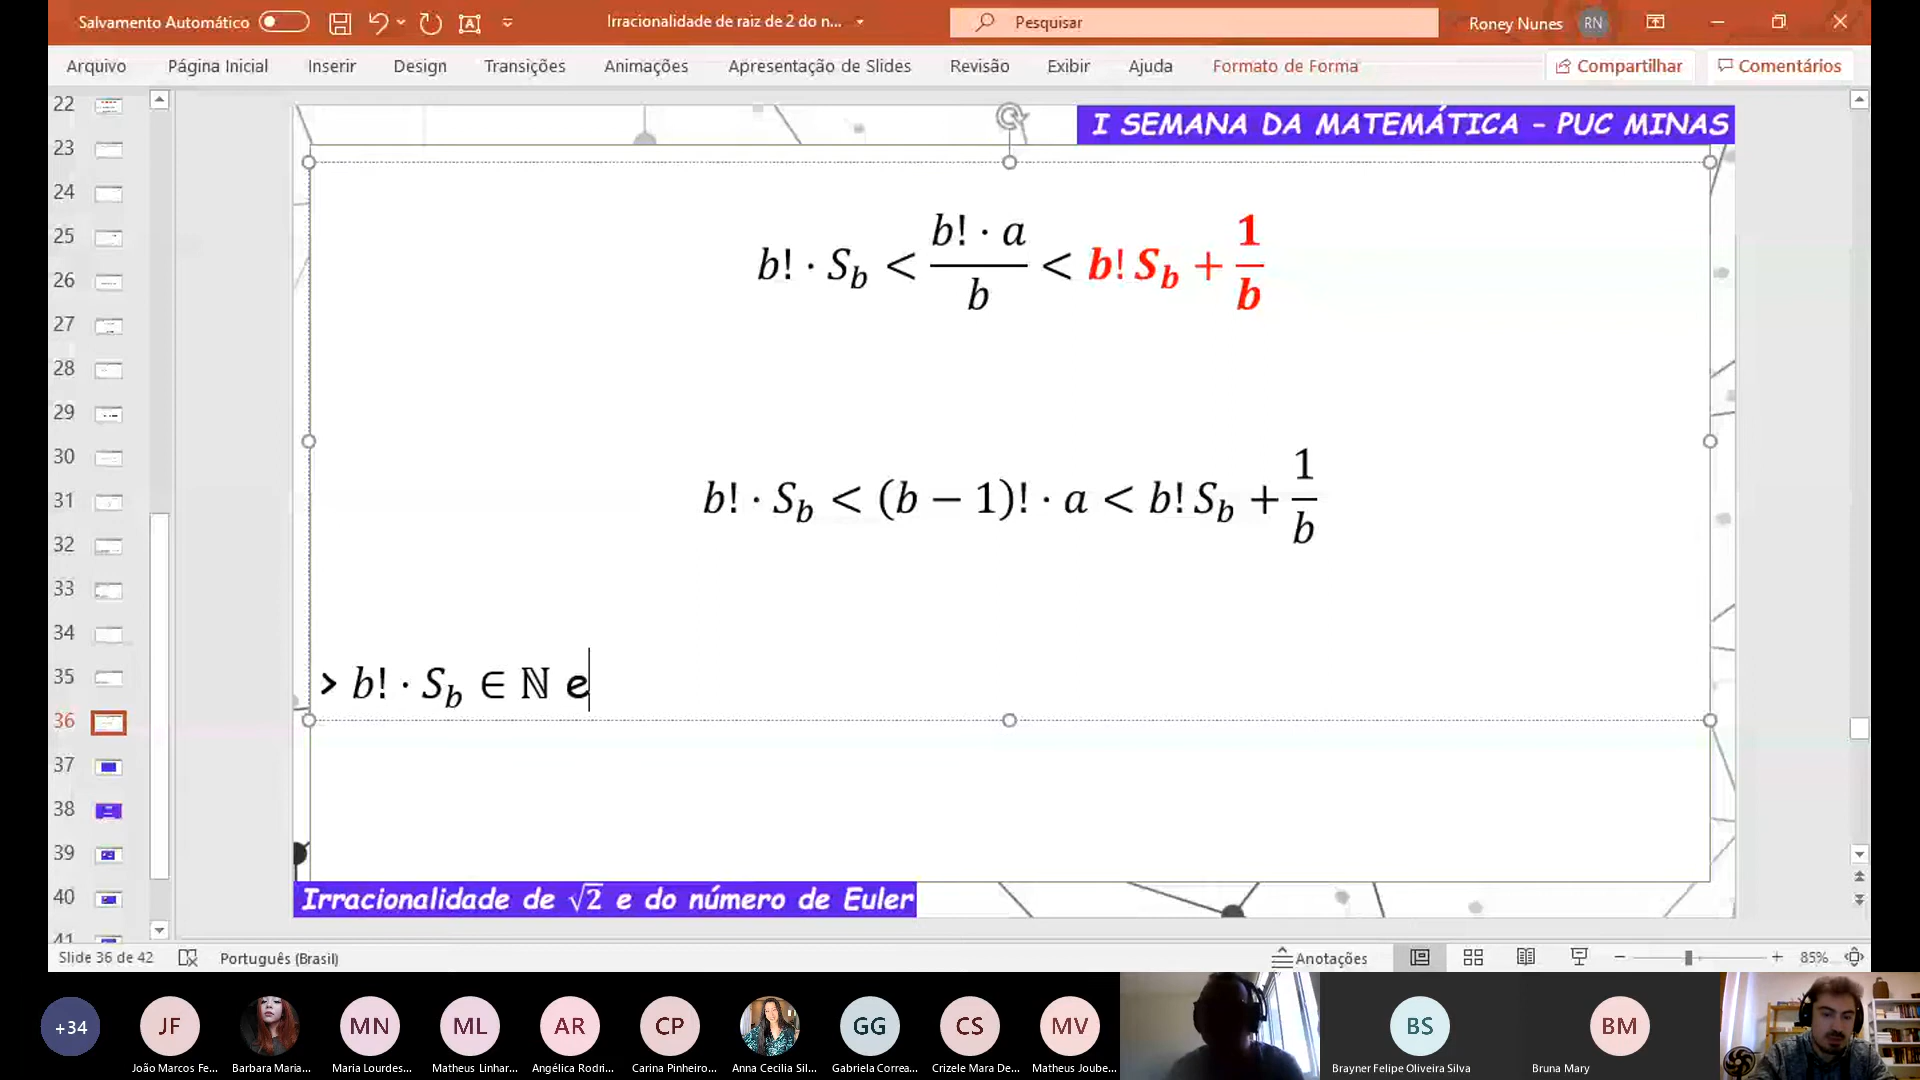 Salvamento Automático
Irracionalidade de raiz de 2 do n...
Pesquisar
Roney Nunes RN
Arquivo Página Inicial Inserir Design Transições Animações Apresentação de Slides Revisão Exibir Ajuda Formato de Forma Compartilhar Comentários
22
23
24
25
26
27
28
29
30
31
32
33
34
35
36
37
38
39
40
41
I SEMANA DA MATEMÁTICA - PUC MINAS
b! · S_b < (b! · a)/b < b! S_b + 1/b
b! · S_b < (b − 1)! · a < b! S_b + 1/b
> b! · S_b ∈ ℕ e
Irracionalidade de √2 e do número de Euler
Slide 36 de 42 Português (Brasil) Anotações 85%
+34 JF MN ML AR CP GG CS MV BS BM
João Marcos Fe... Barbara Maria... Maria Lourdes... Matheus Linhar... Angélica Rodri... Carina Pinheiro... Anna Cecilia Sil... Gabriela Correa... Crizele Mara De... Matheus Joube... Brayner Felipe Oliveira Silva Bruna Mary